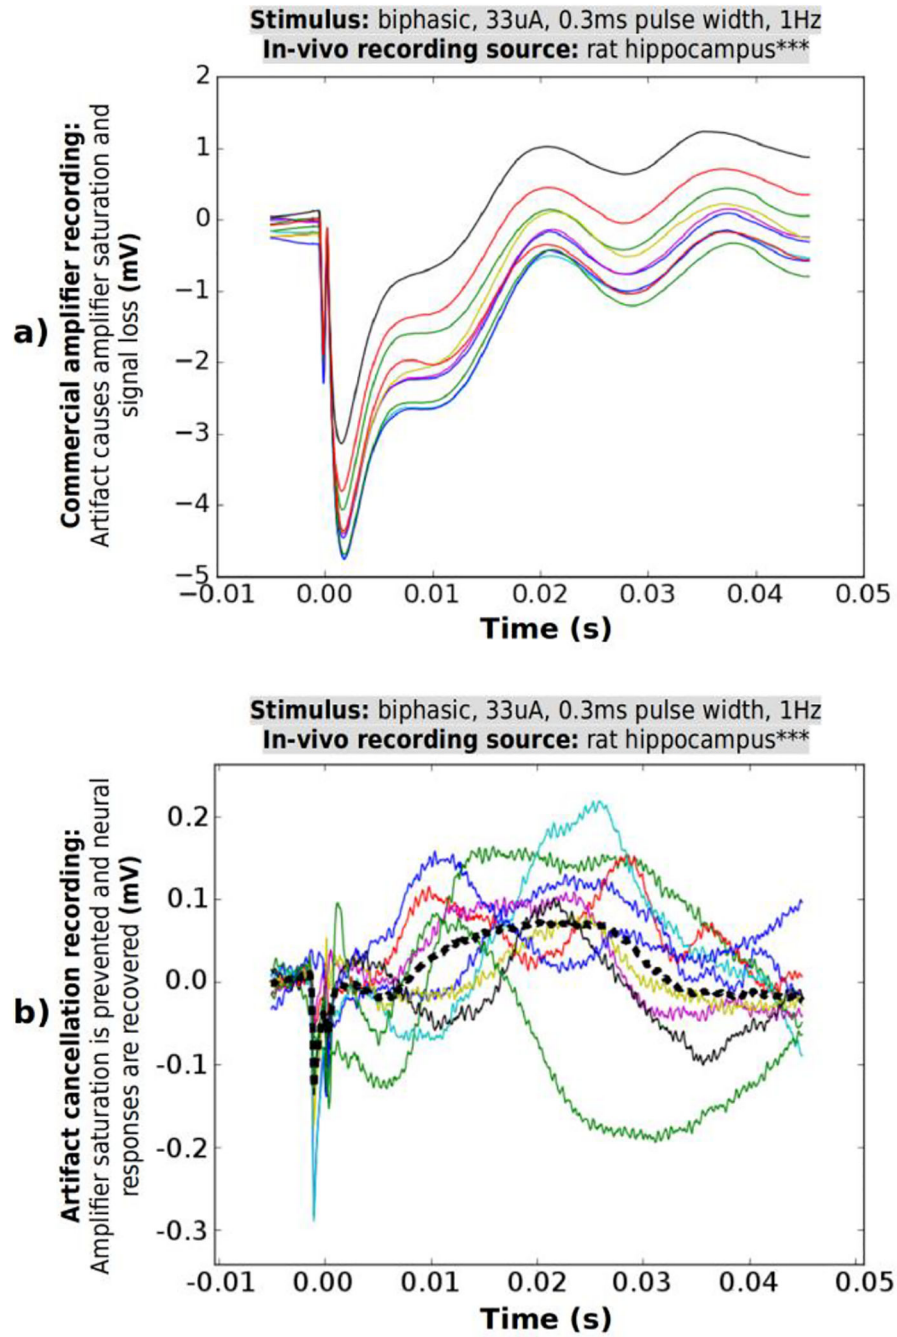 Stimulus: biphasic, 33uA, 0.3ms pulse width, 1Hz
In-vivo recording source: rat hippocampus***
a)
Commercial amplifier recording:
Artifact causes amplifier saturation and
signal loss (mV)
2
1
0
−1
−2
−3
−4
−5
−0.01 0.00 0.01 0.02 0.03 0.04 0.05
Time (s)
Stimulus: biphasic, 33uA, 0.3ms pulse width, 1Hz
In-vivo recording source: rat hippocampus***
b)
Artifact cancellation recording:
Amplifier saturation is prevented and neural
responses are recovered (mV)
0.2
0.1
0.0
-0.1
-0.2
-0.3
-0.01 0.00 0.01 0.02 0.03 0.04 0.05
Time (s)